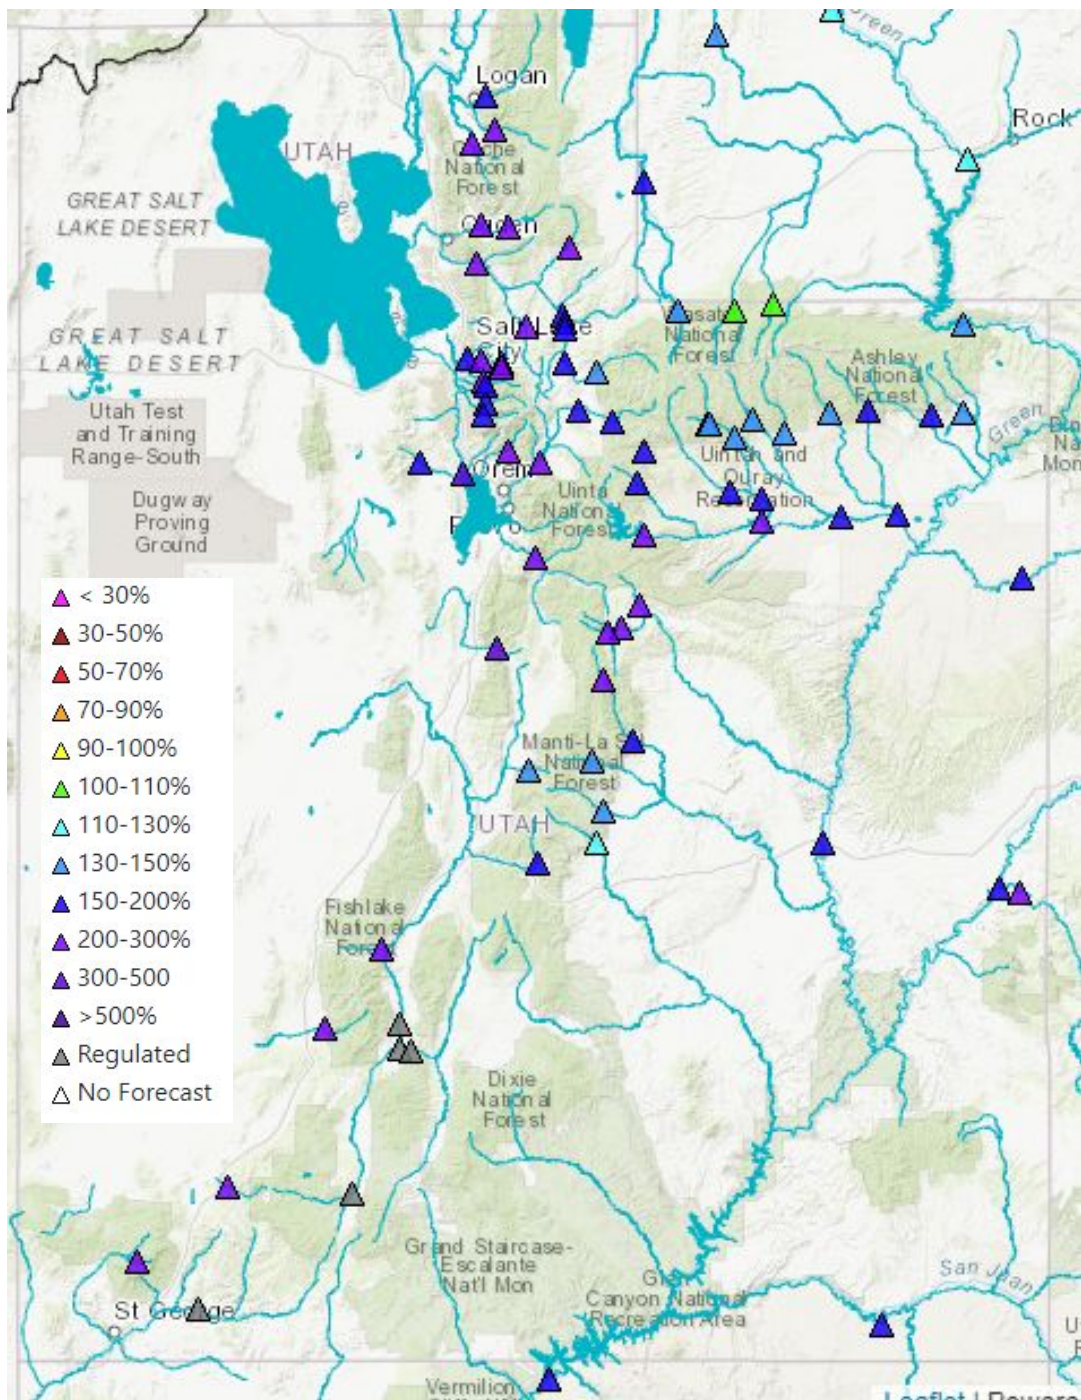 Green
Logan
Rock
UTAH
Cache
National
Forest
GREAT SALT
LAKE DESERT
Ogden
Salt Lake
City
Wasatch
National
Forest
GREAT SALT
LAKE DESERT
Ashley
National
Forest
Utah Test
and Training
Range-South
Green
Orem
Uintah and
Ouray
Reservation
Dugway
Proving
Ground
Uinta
National
Forest
< 30%
30-50%
50-70%
70-90%
90-100%
100-110%
110-130%
130-150%
150-200%
200-300%
300-500
>500%
Regulated
No Forecast
Manti-La Sal
National
Forest
UTAH
Fishlake
National
Forest
Dixie
National
Forest
Grand Staircase-
Escalante
Nat'l Mon
Glen
Canyon National
Recreation Area
San Juan
St George
Vermilion